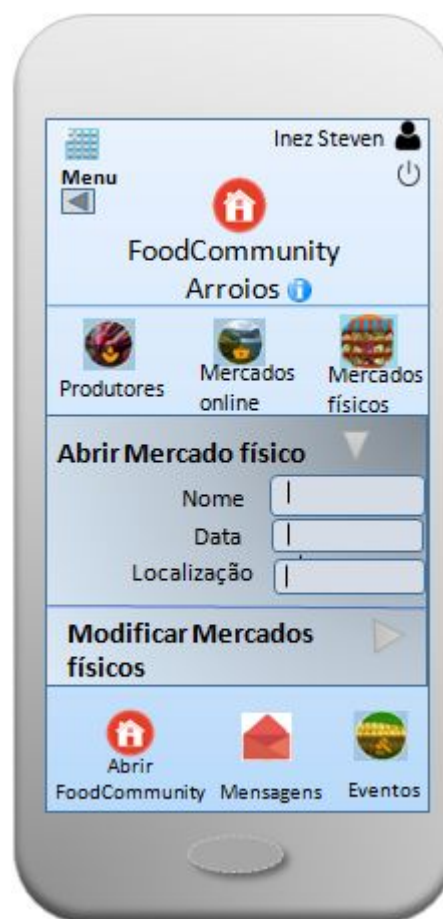 Inez Steven
Menu
FoodCommunity
Arroios
Produtores
Mercados
online
Mercados
físicos
Abrir Mercado físico
Nome
Data
Localização
Modificar Mercados
físicos
Abrir
FoodCommunity
Mensagens
Eventos